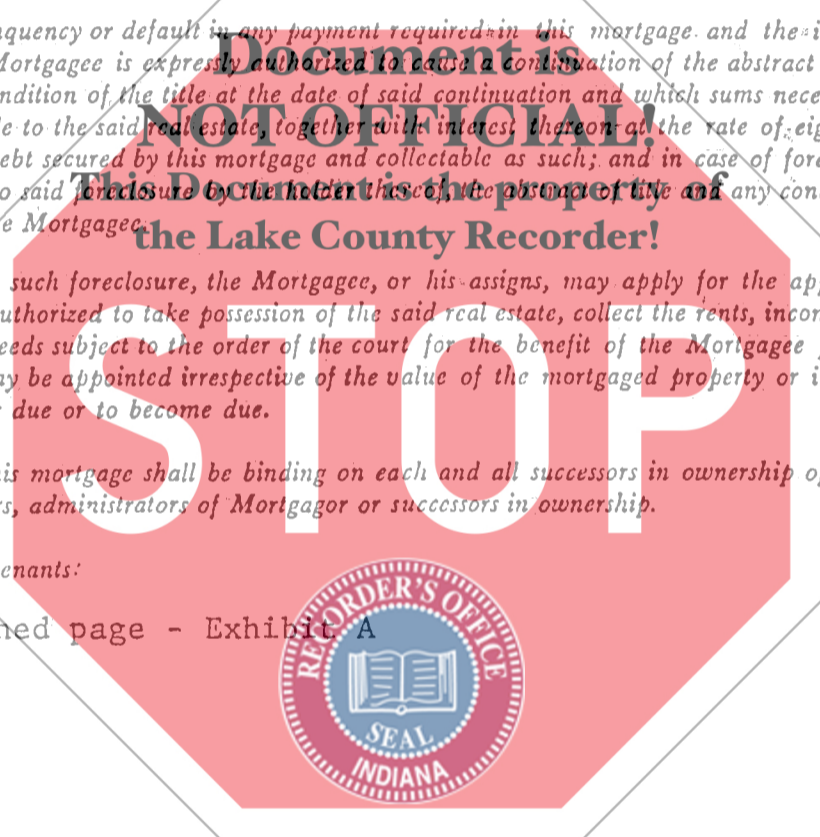 quency or default in any payment required in this mortgage and the i
Mortgagee is expressly authorized to cause a continuation of the abstract
ndition of the title at the date of said continuation and which sums nece
le to the said real estate, together with interest thereon at the rate of eig
ebt secured by this mortgage and collectable as such; and in case of fore
o said foreclosure by the holder thereof, the abstract of title and any con
e Mortgagee.
Document is
NOT OFFICIAL!
This Document is the property of
the Lake County Recorder!
such foreclosure, the Mortgagee, or his assigns, may apply for the app
uthorized to take possession of the said real estate, collect the rents, incom
eeds subject to the order of the court for the benefit of the Mortgagee
ay be appointed irrespective of the value of the mortgaged property or i
due or to become due.
STOP
is mortgage shall be binding on each and all successors in ownership o
rs, administrators of Mortgagor or successors in ownership.
enants:
hed page - Exhibit A
RECORDER'S OFFICE
SEAL
INDIANA